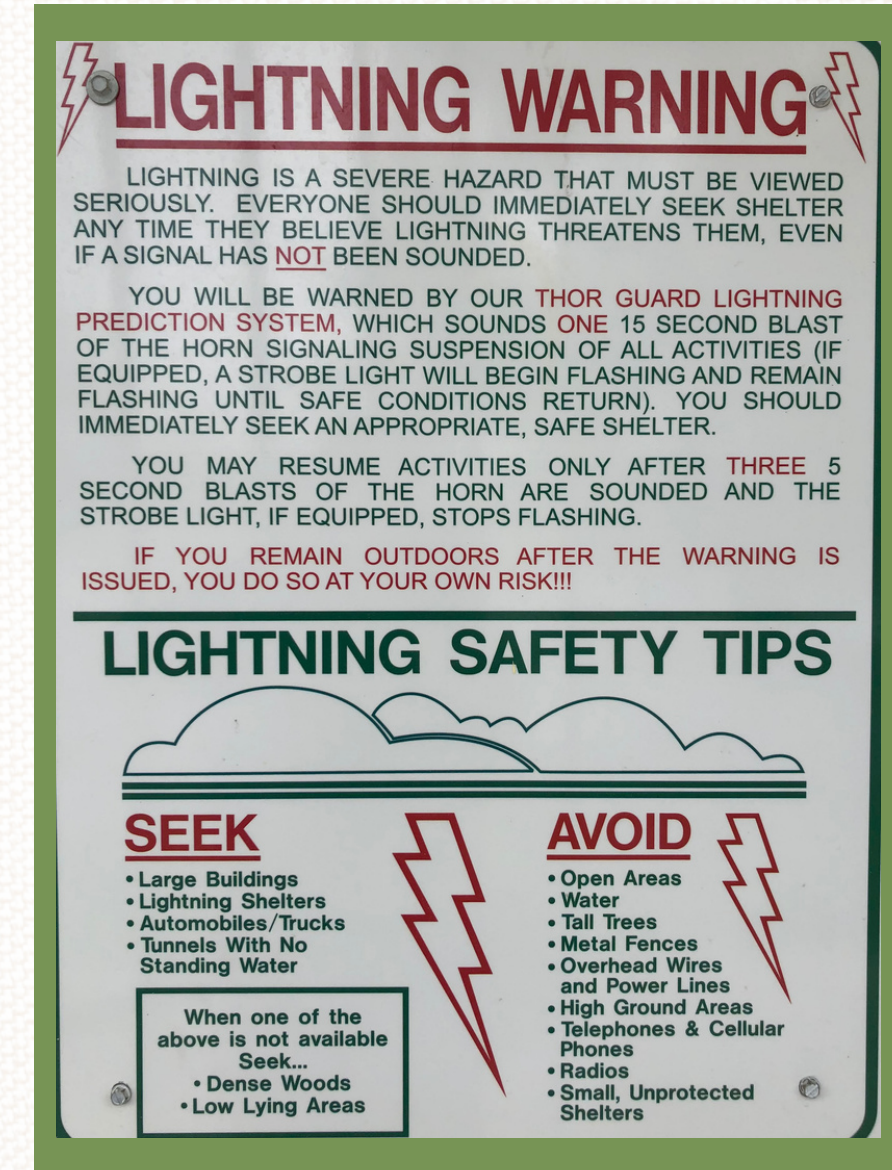 LIGHTNING WARNING
LIGHTNING IS A SEVERE HAZARD THAT MUST BE VIEWED
SERIOUSLY. EVERYONE SHOULD IMMEDIATELY SEEK SHELTER
ANY TIME THEY BELIEVE LIGHTNING THREATENS THEM, EVEN
IF A SIGNAL HAS NOT BEEN SOUNDED.
YOU WILL BE WARNED BY OUR THOR GUARD LIGHTNING
PREDICTION SYSTEM, WHICH SOUNDS ONE 15 SECOND BLAST
OF THE HORN SIGNALING SUSPENSION OF ALL ACTIVITIES (IF
EQUIPPED, A STROBE LIGHT WILL BEGIN FLASHING AND REMAIN
FLASHING UNTIL SAFE CONDITIONS RETURN). YOU SHOULD
IMMEDIATELY SEEK AN APPROPRIATE, SAFE SHELTER.
YOU MAY RESUME ACTIVITIES ONLY AFTER THREE 5
SECOND BLASTS OF THE HORN ARE SOUNDED AND THE
STROBE LIGHT, IF EQUIPPED, STOPS FLASHING.
IF YOU REMAIN OUTDOORS AFTER THE WARNING IS
ISSUED, YOU DO SO AT YOUR OWN RISK!!!
LIGHTNING SAFETY TIPS
SEEK
• Large Buildings
• Lightning Shelters
• Automobiles/Trucks
• Tunnels With No
Standing Water
When one of the
above is not available
Seek...
• Dense Woods
• Low Lying Areas
AVOID
• Open Areas
• Water
• Tall Trees
• Metal Fences
• Overhead Wires
and Power Lines
• High Ground Areas
• Telephones & Cellular
Phones
• Radios
• Small, Unprotected
Shelters